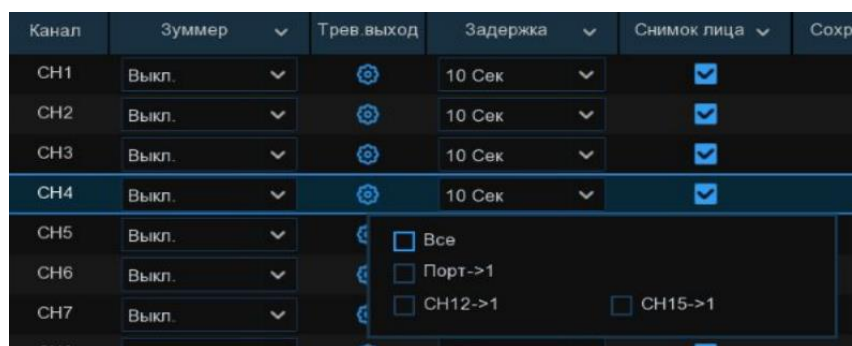 Канал Зуммер Трев.выход Задержка Снимок лица Сохр
CH1 Выкл. 10 Сек
CH2 Выкл. 10 Сек
CH3 Выкл. 10 Сек
CH4 Выкл. 10 Сек
CH5 Выкл.
Все
CH6 Выкл.
Порт->1
CH7 Выкл.
CH12->1 CH15->1